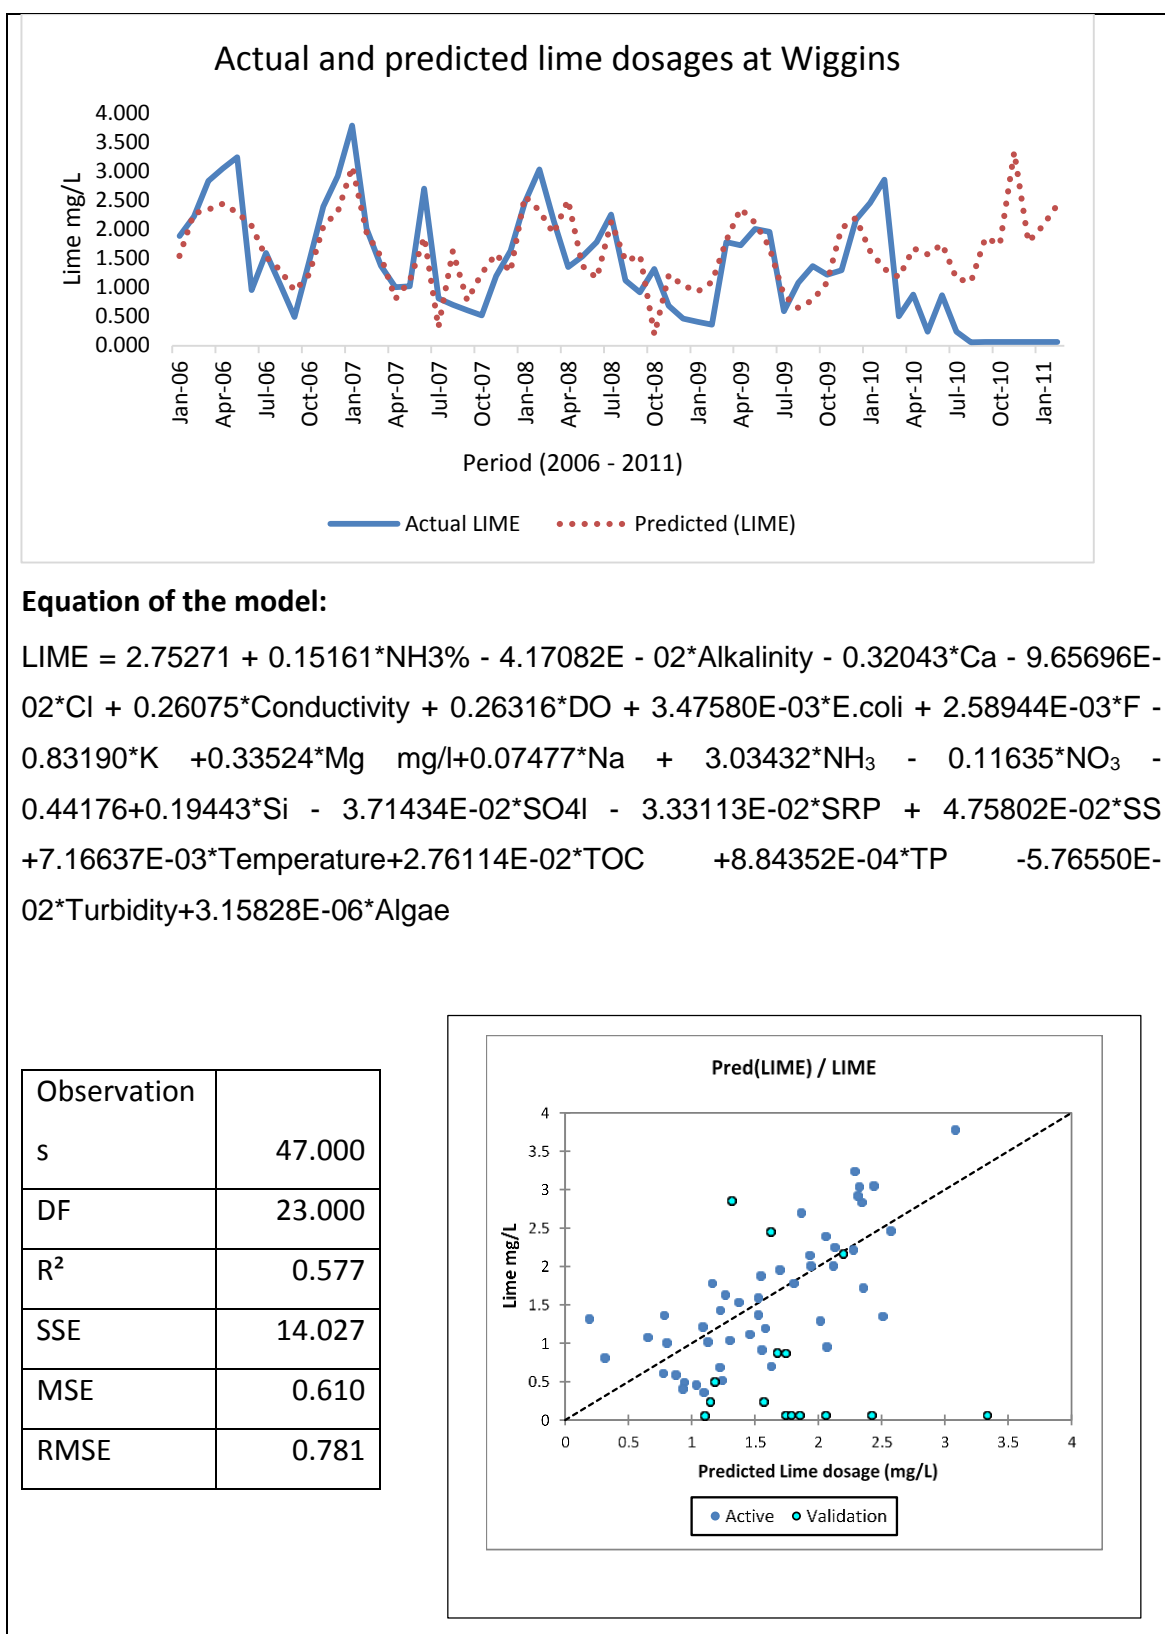 Actual and predicted lime dosages at Wiggins
4.000
3.500
3.000
2.500
2.000
1.500
1.000
0.500
0.000
Lime mg/L
Jan-06
Apr-06
Jul-06
Oct-06
Jan-07
Apr-07
Jul-07
Oct-07
Jan-08
Apr-08
Jul-08
Oct-08
Jan-09
Apr-09
Jul-09
Oct-09
Jan-10
Apr-10
Jul-10
Oct-10
Jan-11
Period (2006 - 2011)
Actual LIME
Predicted (LIME)
Equation of the model:
LIME = 2.75271 + 0.15161*NH3% - 4.17082E - 02*Alkalinity - 0.32043*Ca - 9.65696E-
02*Cl + 0.26075*Conductivity + 0.26316*DO + 3.47580E-03*E.coli + 2.58944E-03*F -
0.83190*K +0.33524*Mg mg/l+0.07477*Na + 3.03432*NH₃ - 0.11635*NO₃ -
0.44176+0.19443*Si - 3.71434E-02*SO4l - 3.33113E-02*SRP + 4.75802E-02*SS
+7.16637E-03*Temperature+2.76114E-02*TOC +8.84352E-04*TP -5.76550E-
02*Turbidity+3.15828E-06*Algae
Observation
s 47.000
DF 23.000
R² 0.577
SSE 14.027
MSE 0.610
RMSE 0.781
Pred(LIME) / LIME
4
3.5
3
2.5
2
1.5
1
0.5
0
Lime mg/L
0 0.5 1 1.5 2 2.5 3 3.5 4
Predicted Lime dosage (mg/L)
Active
Validation